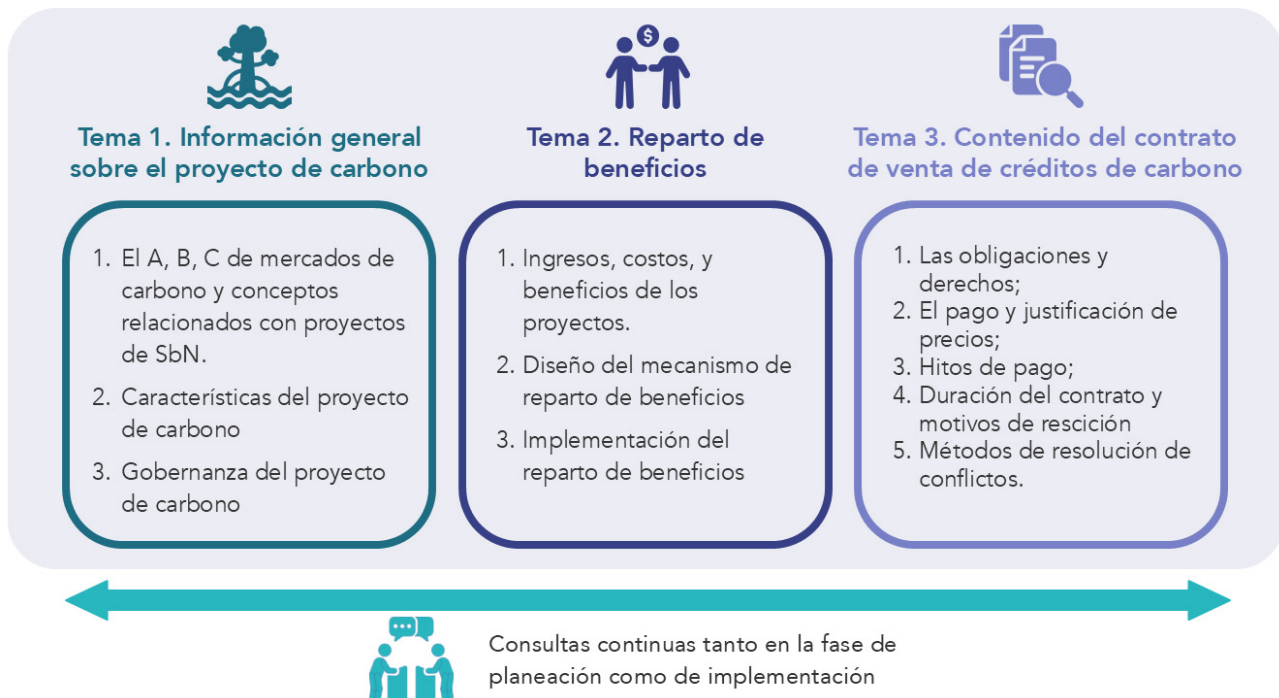 $
Tema 1. Información general
sobre el proyecto de carbono
1. El A, B, C de mercados de
carbono y conceptos
relacionados con proyectos
de SbN.
2. Características del proyecto
de carbono
3. Gobernanza del proyecto
de carbono
Tema 2. Reparto de
beneficios
1. Ingresos, costos, y
beneficios de los
proyectos.
2. Diseño del mecanismo de
reparto de beneficios
3. Implementación del
reparto de beneficios
Tema 3. Contenido del contrato
de venta de créditos de carbono
1. Las obligaciones y
derechos;
2. El pago y justificación de
precios;
3. Hitos de pago;
4. Duración del contrato y
motivos de rescición
5. Métodos de resolución de
conflictos.
Consultas continuas tanto en la fase de
planeación como de implementación